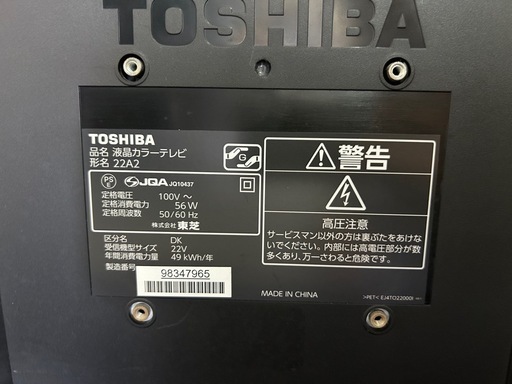 TOSHIBA
TOSHIBA
品名 液晶カラーテレビ
形名 22A2
PS
E
JQA JQ10437
G
定格電圧 100V ～
定格消費電力 56 W
定格周波数 50/60 Hz
株式会社 東芝
区分名 DK
受信機型サイズ 22V
年間消費電力量 49 kWh/年
製造番号 98347965
警告
高圧注意
サービスマン以外の方は裏ぶたをあけな
いでください。内部には高電圧部分が数
多くあり、万一さわると危険です。
MADE IN CHINA
>PET< EJ4TO22000I